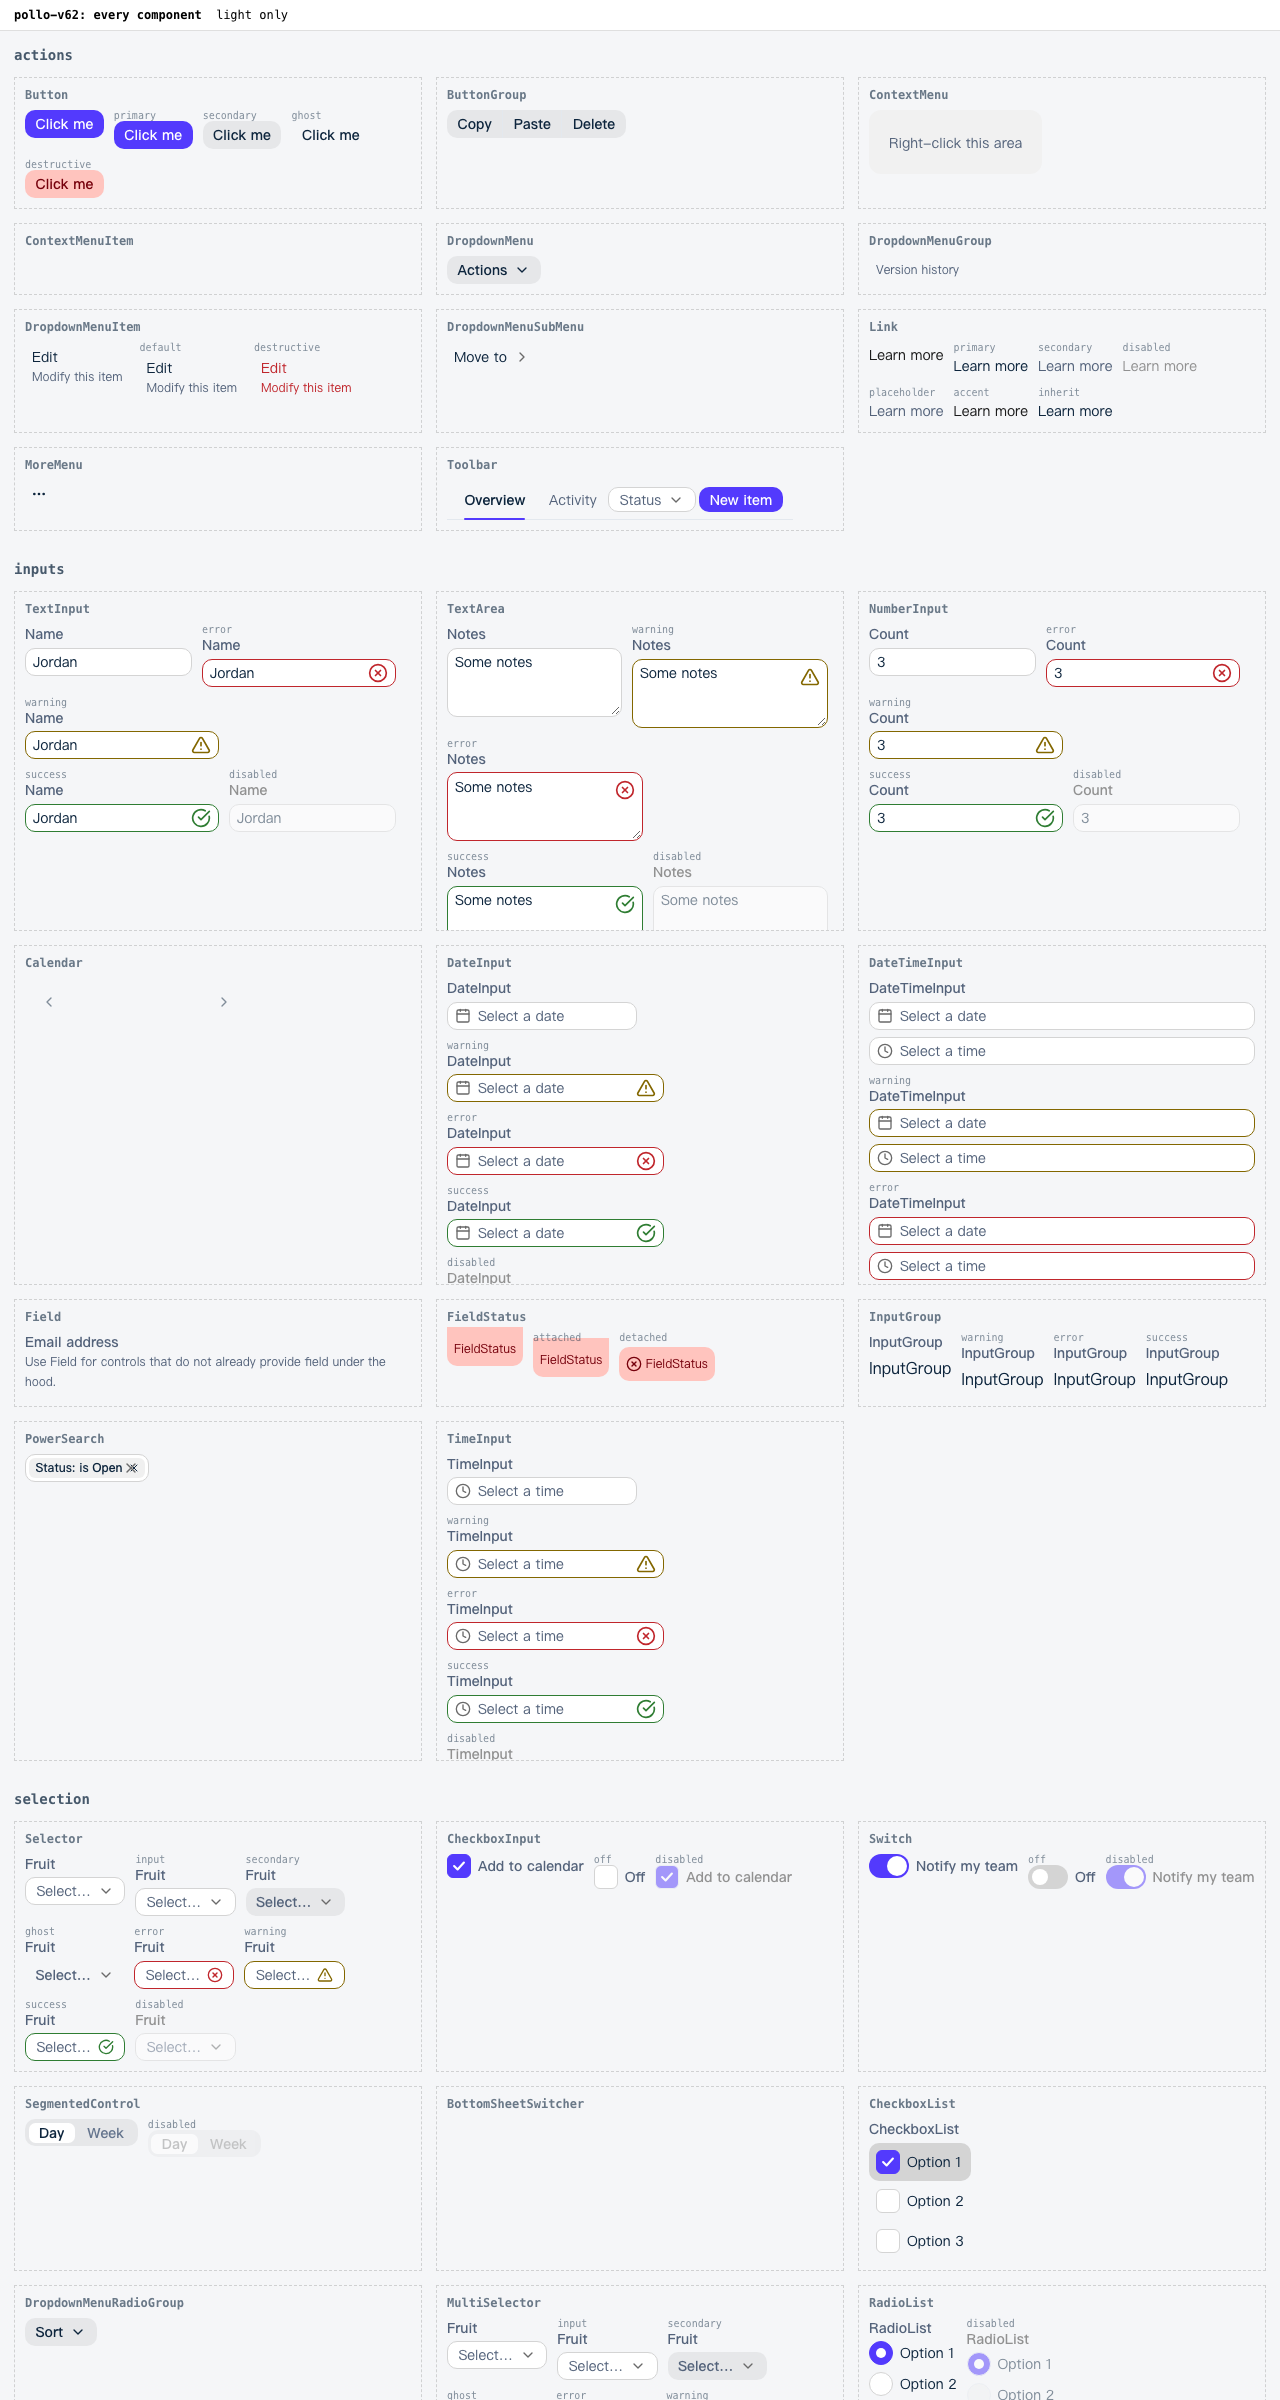 pollo-v62: every component light only
actions
Button
Click me
primary
Click me
secondary
Click me
ghost
Click me
destructive
Click me
ButtonGroup
Copy Paste Delete
ContextMenu
Right-click this area
ContextMenuItem
DropdownMenu
Actions
DropdownMenuGroup
Version history
DropdownMenuItem
Edit
Modify this item
default
Edit
Modify this item
destructive
Edit
Modify this item
DropdownMenuSubMenu
Move to
Link
Learn more
primary
Learn more
secondary
Learn more
disabled
Learn more
placeholder
Learn more
accent
Learn more
inherit
Learn more
MoreMenu
Toolbar
Overview Activity Status New item
inputs
TextInput
Name
Jordan
error
Name
Jordan
warning
Name
Jordan
success
Name
Jordan
disabled
Name
Jordan
TextArea
Notes
Some notes
warning
Notes
Some notes
error
Notes
Some notes
success
Notes
Some notes
disabled
Notes
Some notes
NumberInput
Count
3
error
Count
3
warning
Count
3
success
Count
3
disabled
Count
3
Calendar
DateInput
DateInput
Select a date
warning
DateInput
Select a date
error
DateInput
Select a date
success
DateInput
Select a date
disabled
DateInput
DateTimeInput
DateTimeInput
Select a date
Select a time
warning
DateTimeInput
Select a date
Select a time
error
DateTimeInput
Select a date
Select a time
Field
Email address
Use Field for controls that do not already provide field under the
hood.
FieldStatus
FieldStatus
attached
FieldStatus
detached
FieldStatus
InputGroup
InputGroup
InputGroup
warning
InputGroup
InputGroup
error
InputGroup
InputGroup
success
InputGroup
InputGroup
PowerSearch
Status: is Open
TimeInput
TimeInput
Select a time
warning
TimeInput
Select a time
error
TimeInput
Select a time
success
TimeInput
Select a time
disabled
TimeInput
selection
Selector
Fruit
Select...
input
Fruit
Select...
secondary
Fruit
Select...
ghost
Fruit
Select...
error
Fruit
Select...
warning
Fruit
Select...
success
Fruit
Select...
disabled
Fruit
Select...
CheckboxInput
Add to calendar
off
Off
disabled
Add to calendar
Switch
Notify my team
off
Off
disabled
Notify my team
SegmentedControl
Day Week
disabled
Day Week
BottomSheetSwitcher
CheckboxList
CheckboxList
Option 1
Option 2
Option 3
DropdownMenuRadioGroup
Sort
MultiSelector
Fruit
Select...
input
Fruit
Select...
secondary
Fruit
Select...
ghost
error
warning
RadioList
RadioList
Option 1
Option 2
disabled
RadioList
Option 1
Option 2